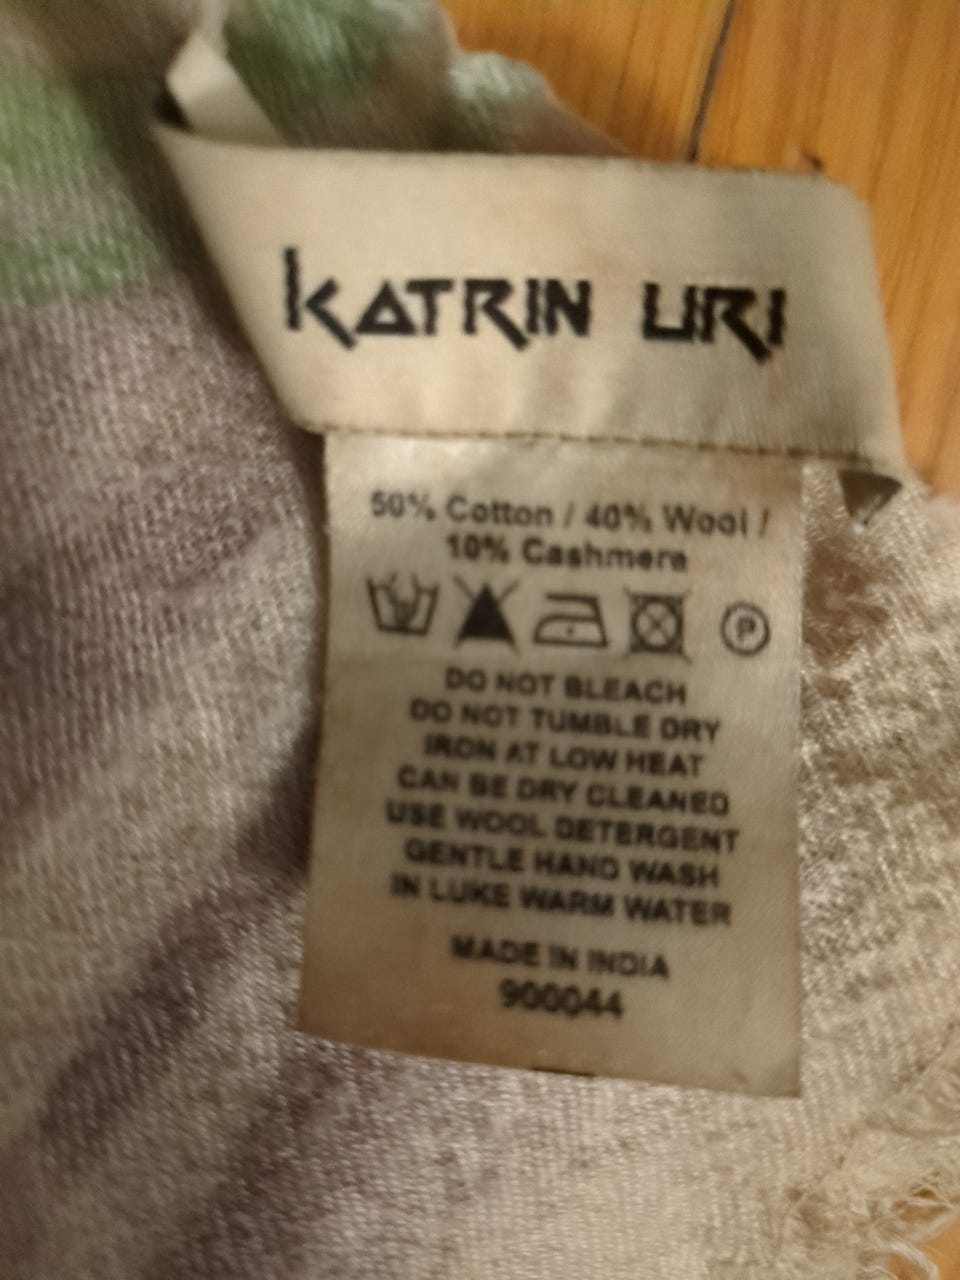 KATRIN URI
50% Cotton / 40% Wool /
10% Cashmere
P
DO NOT BLEACH
DO NOT TUMBLE DRY
IRON AT LOW HEAT
CAN BE DRY CLEANED
USE WOOL DETERGENT
GENTLE HAND WASH
IN LUKE WARM WATER
MADE IN INDIA
900044